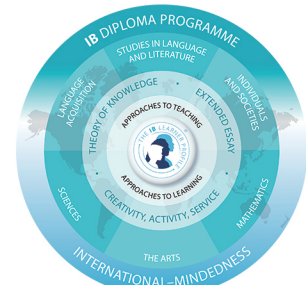 IB DIPLOMA PROGRAMME
STUDIES IN LANGUAGE
AND LITERATURE
LANGUAGE
ACQUISITION
INDIVIDUALS
AND SOCIETIES
THEORY OF KNOWLEDGE
EXTENDED ESSAY
APPROACHES TO TEACHING
THE IB LEARNER PROFILE
APPROACHES TO LEARNING
CREATIVITY, ACTIVITY, SERVICE
SCIENCES
MATHEMATICS
THE ARTS
INTERNATIONAL-MINDEDNESS